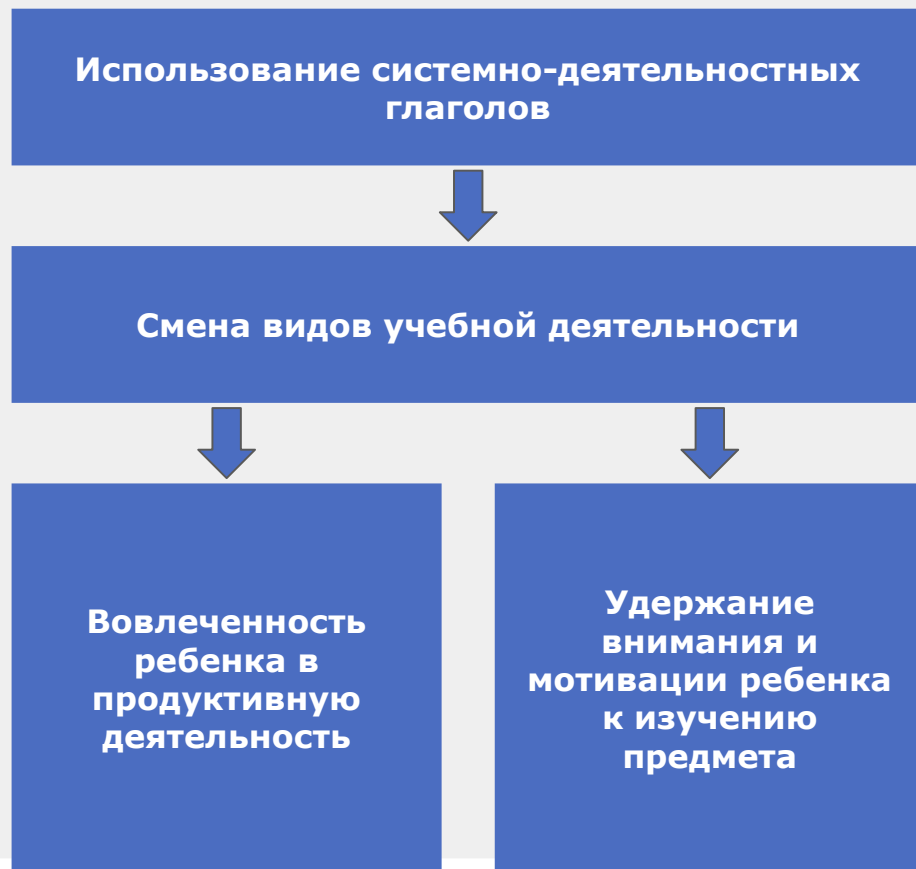 Использование системно-деятельностных
глаголов
Смена видов учебной деятельности
Вовлеченность
ребенка в
продуктивную
деятельность
Удержание
внимания и
мотивации ребенка
к изучению
предмета